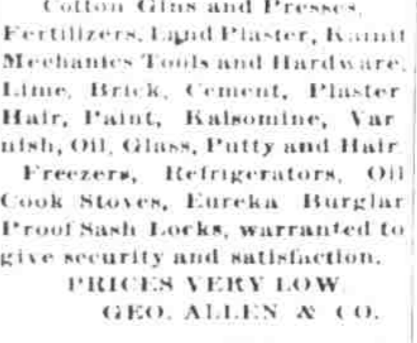 Cotton Gins and Presses,
Fertilizers, Land Plaster, Kainit
Mechanics Tools and Hardware,
Lime, Brick, Cement, Plaster
Hair, Paint, Kalsomine, Var
nish, Oil, Glass, Putty and Hair.
Freezers, Refrigerators, Oil
Cook Stoves, Eureka Burglar
Proof Sash Locks, warranted to
give security and satisfaction.
PRICES VERY LOW.
GEO. ALLEN & CO.